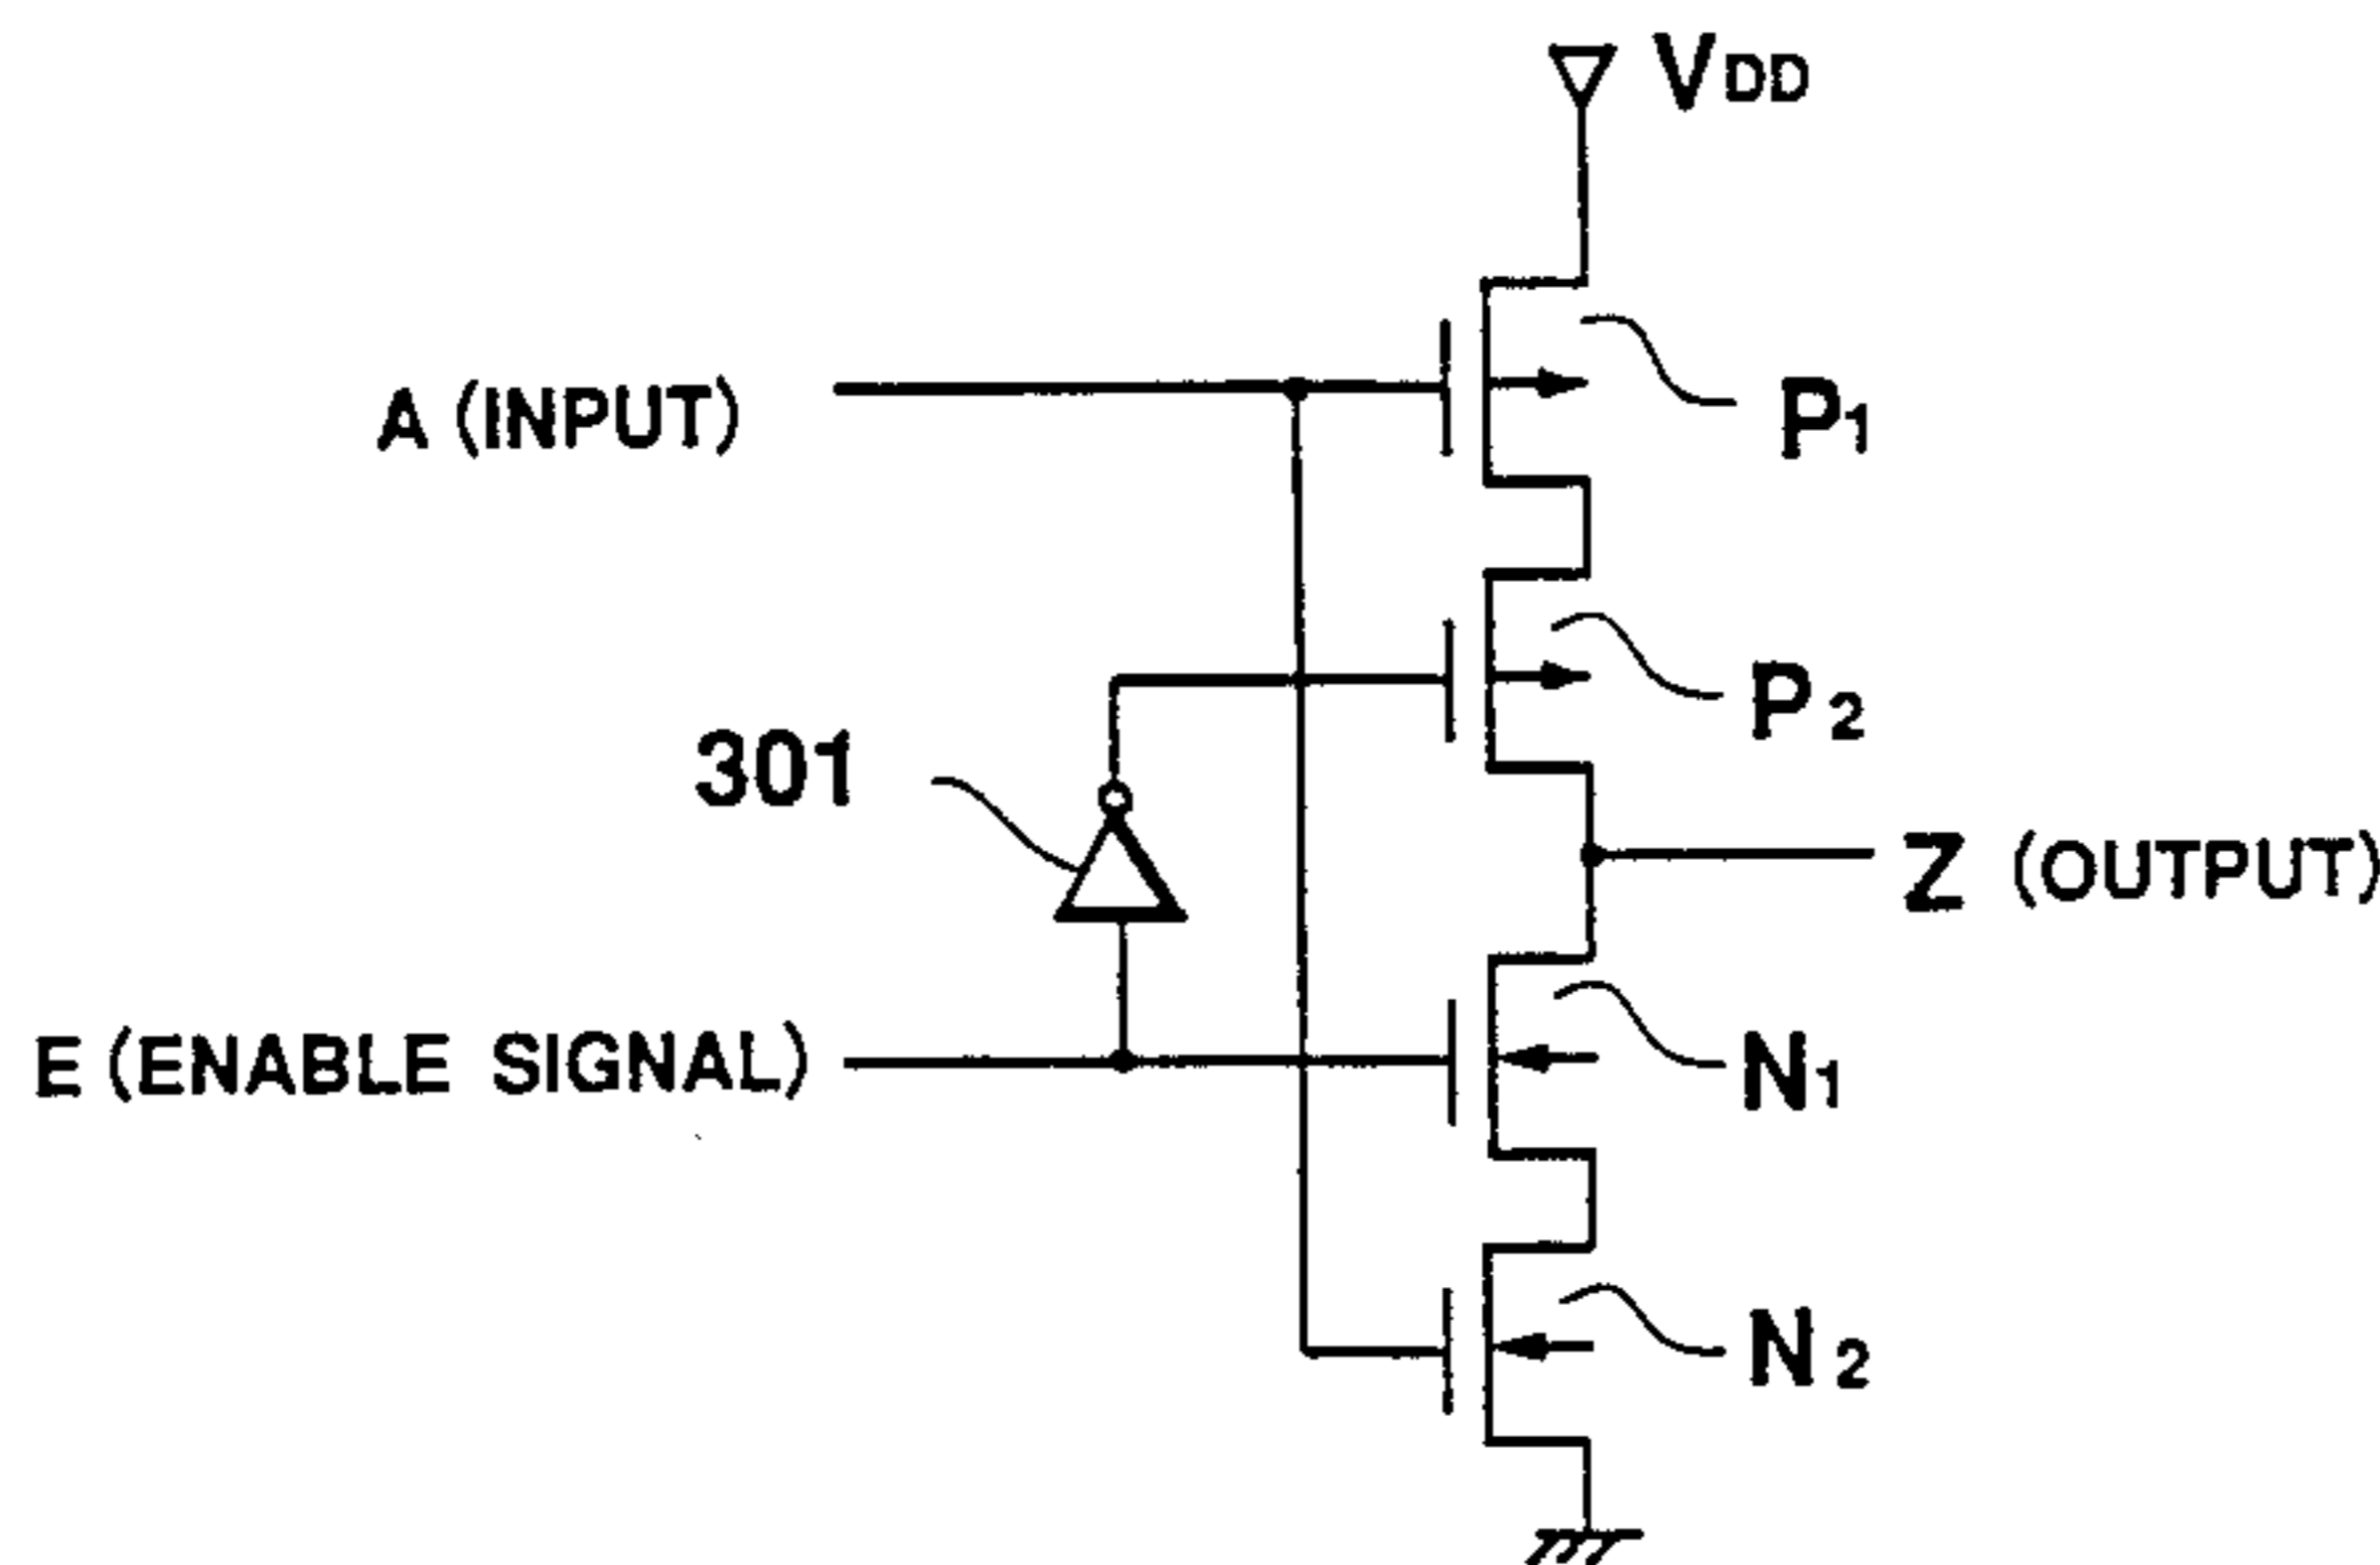 VDD
A (INPUT)
P1
P2
301
Z (OUTPUT)
E (ENABLE SIGNAL)
N1
N2